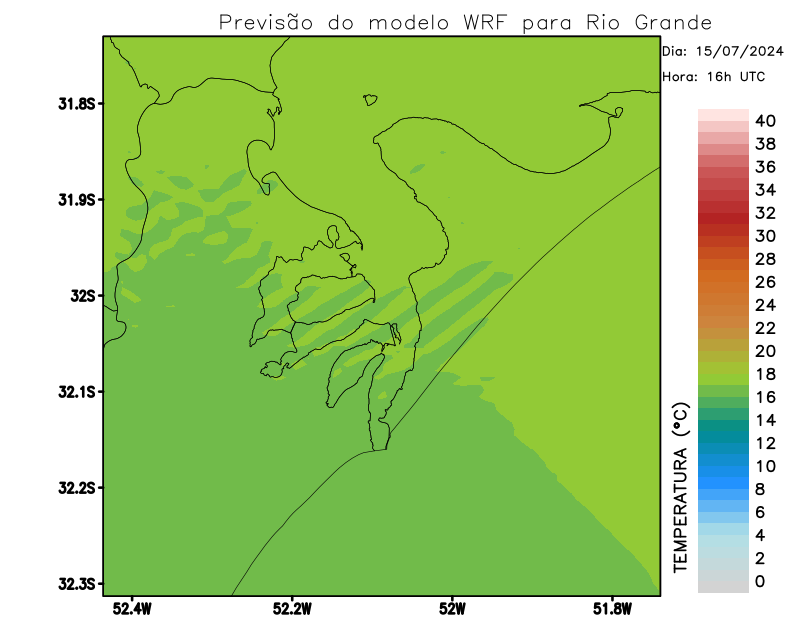 Previsão do modelo WRF para Rio Grande
Dia: 15/07/2024
Hora: 16h UTC
31.8S
31.9S
32S
32.1S
32.2S
32.3S
52.4W
52.2W
52W
51.8W
40
38
36
34
32
30
28
26
24
22
20
18
16
14
12
10
8
6
4
2
0
TEMPERATURA (°C)